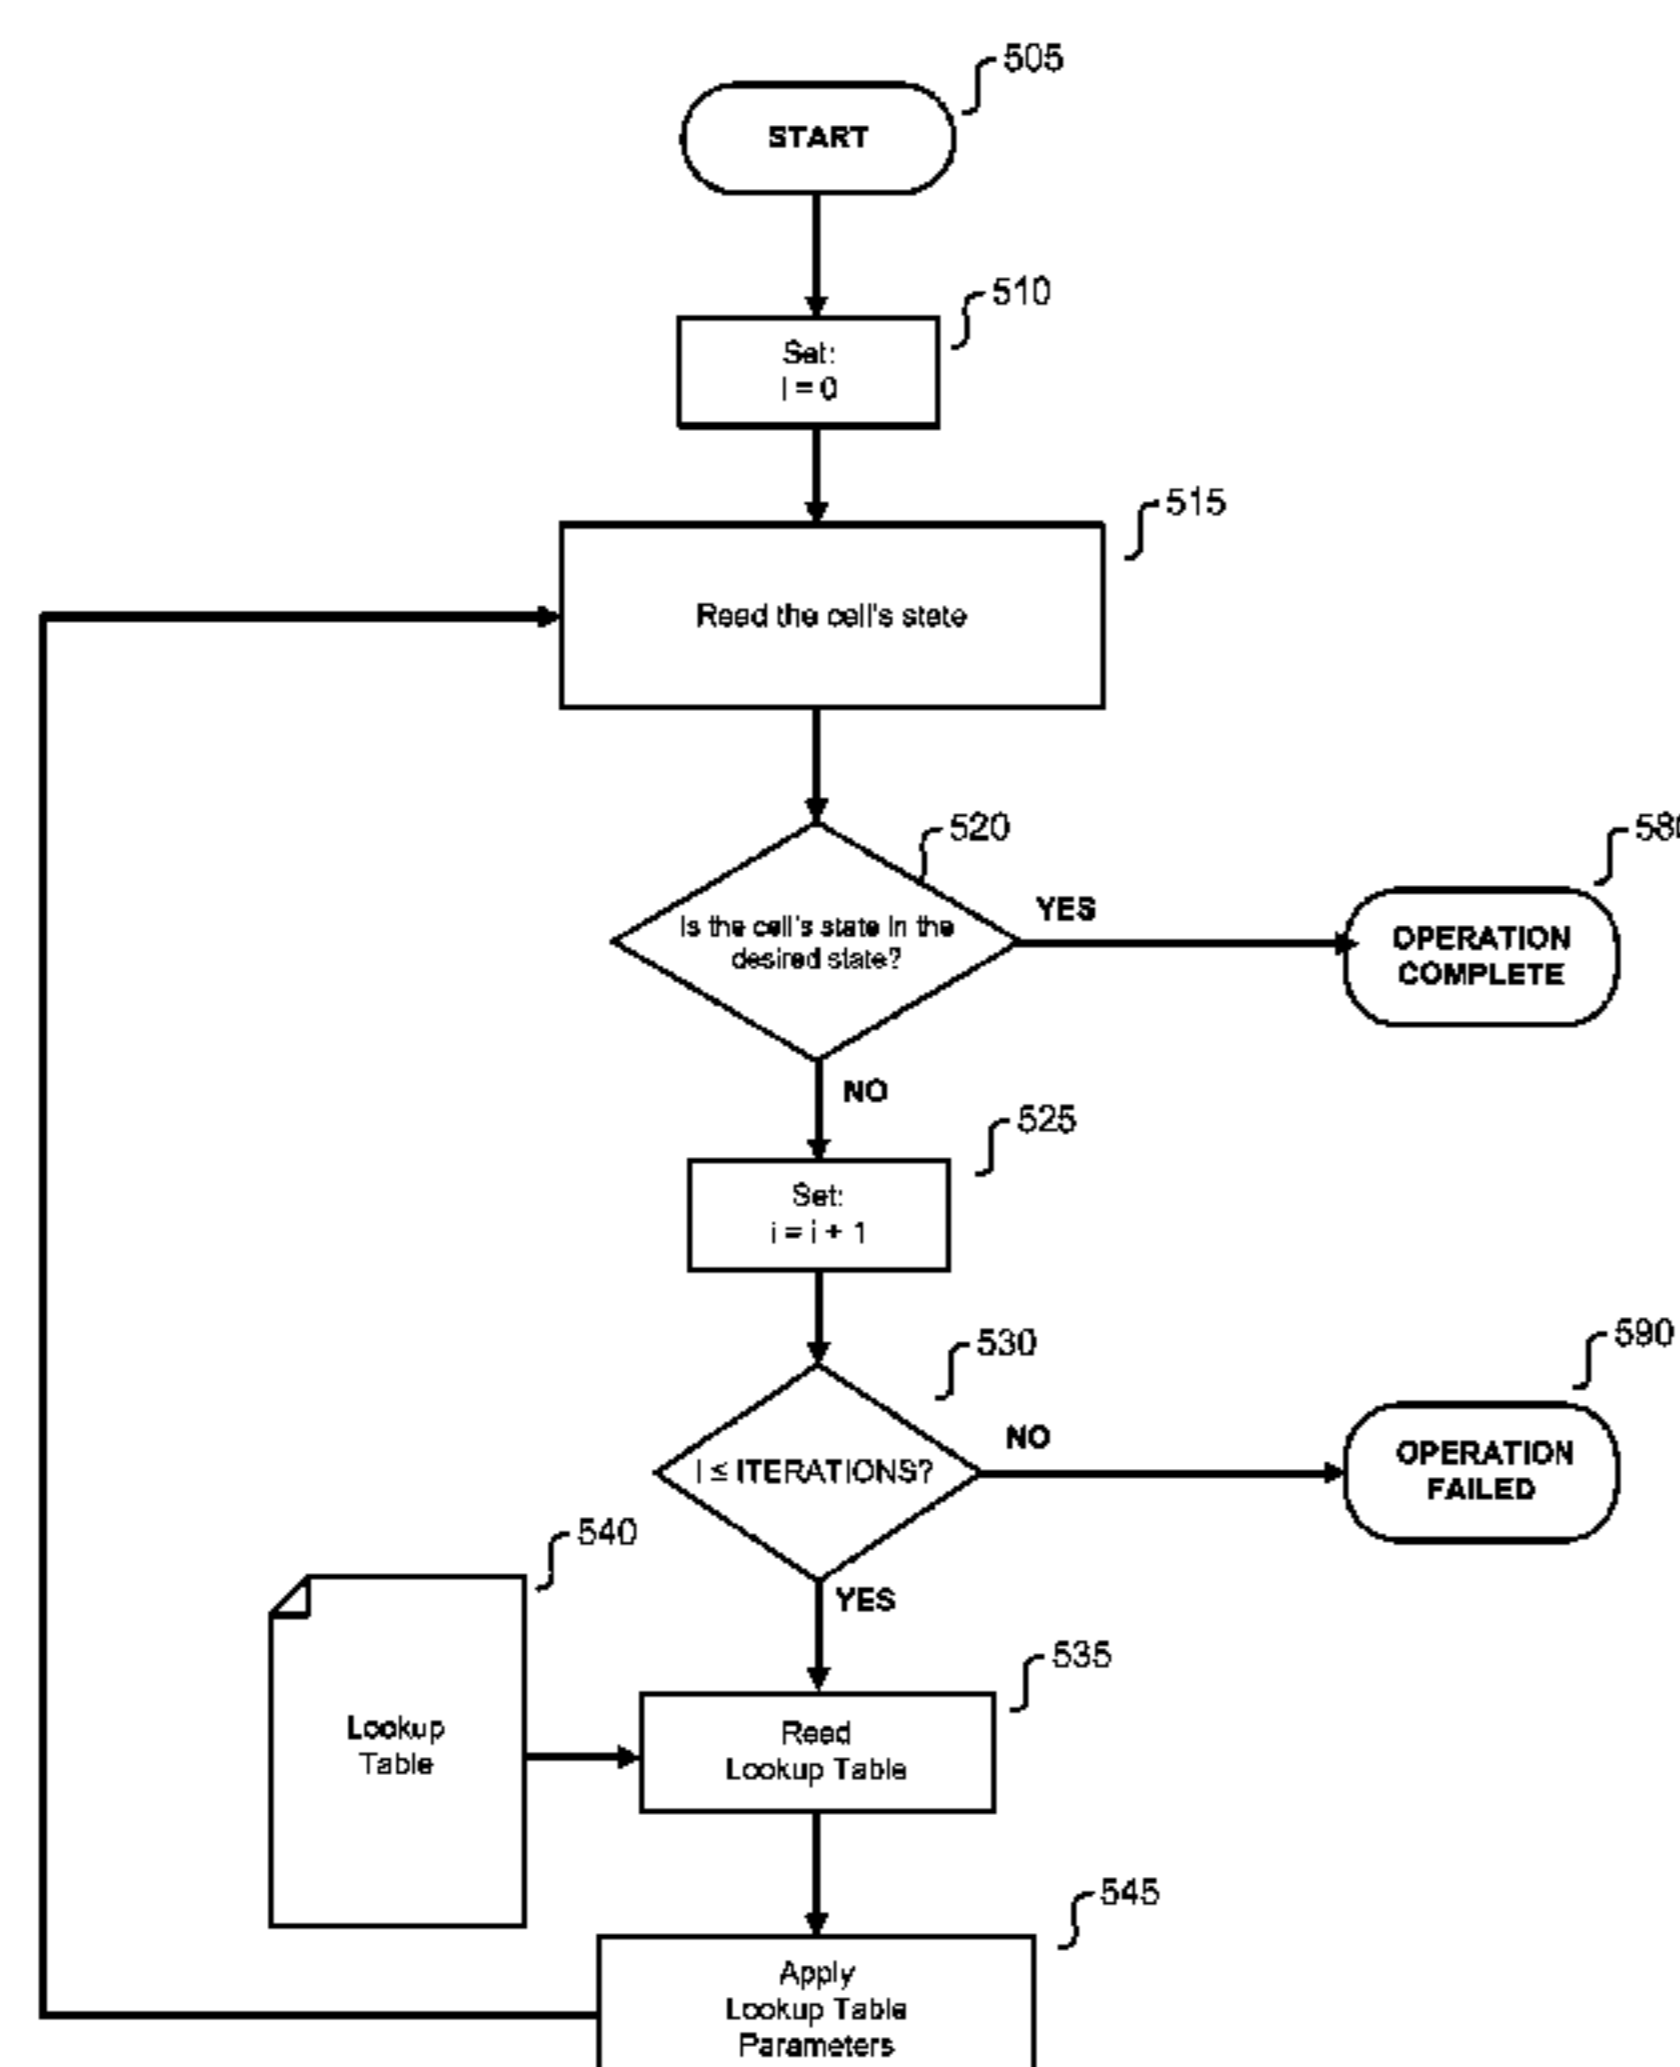 505
START
510
Set:
i = 0
515
Read the cell's state
520
Is the cell's state in the
desired state?
YES
580
OPERATION
COMPLETE
NO
525
Set:
i = i + 1
530
i ≤ ITERATIONS?
NO
590
OPERATION
FAILED
YES
540
Lookup
Table
535
Read
Lookup Table
545
Apply
Lookup Table
Parameters